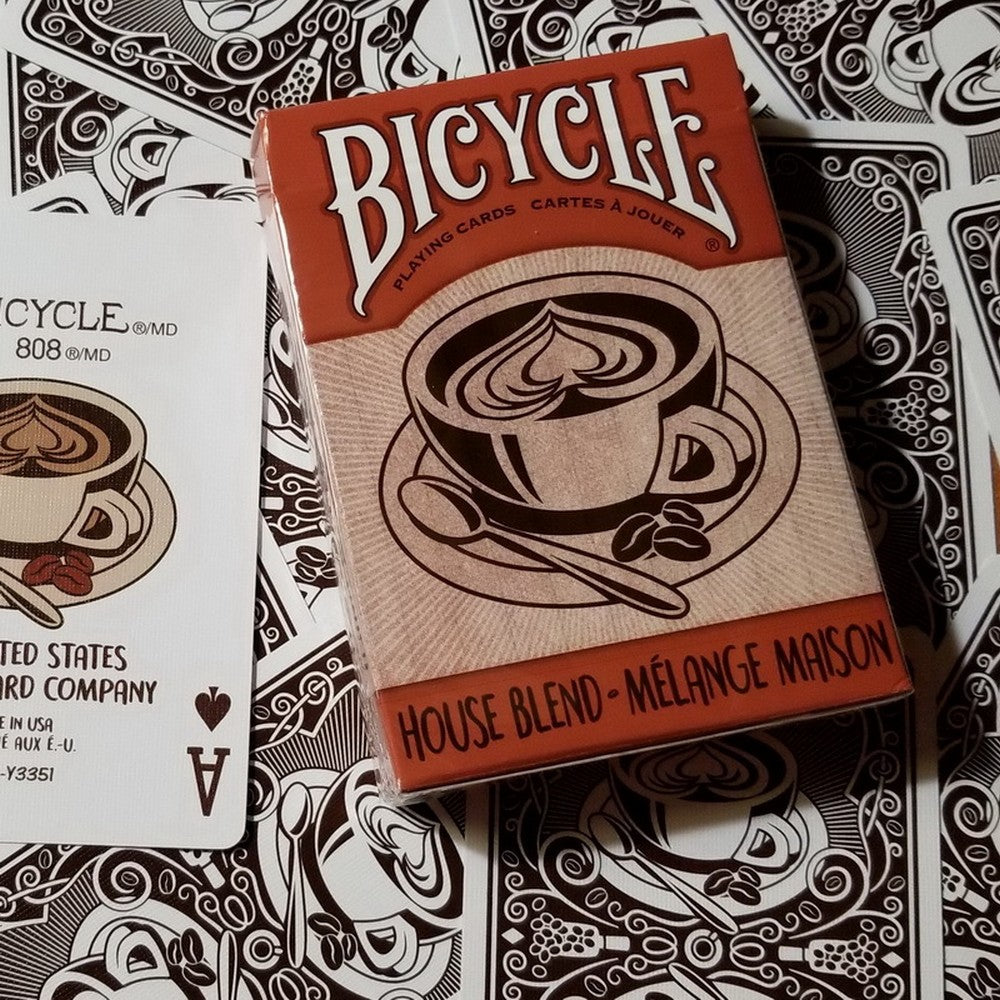 BICYCLE®
PLAYING CARDS CARTES À JOUER
HOUSE BLEND • MÉLANGE MAISON
ICYCLE®/MD
808 ®/MD
TED STATES
ARD COMPANY
E IN USA
É AUX É.-U.
-Y3351
A